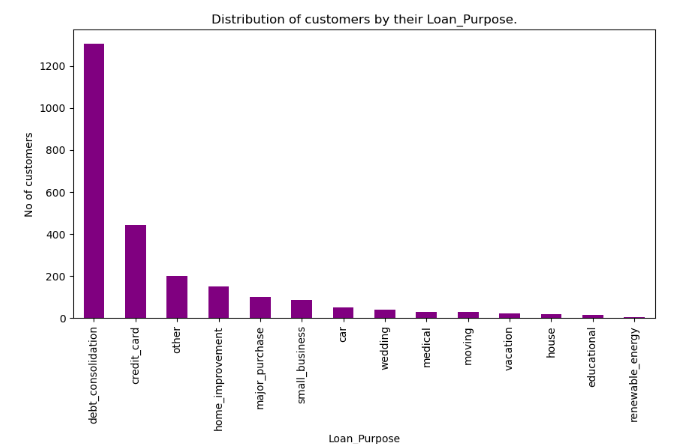 Distribution of customers by their Loan_Purpose.
No of customers
1200
1000
800
600
400
200
0
debt_consolidation
credit_card
other
home_improvement
major_purchase
small_business
car
wedding
medical
moving
vacation
house
educational
renewable_energy
Loan_Purpose